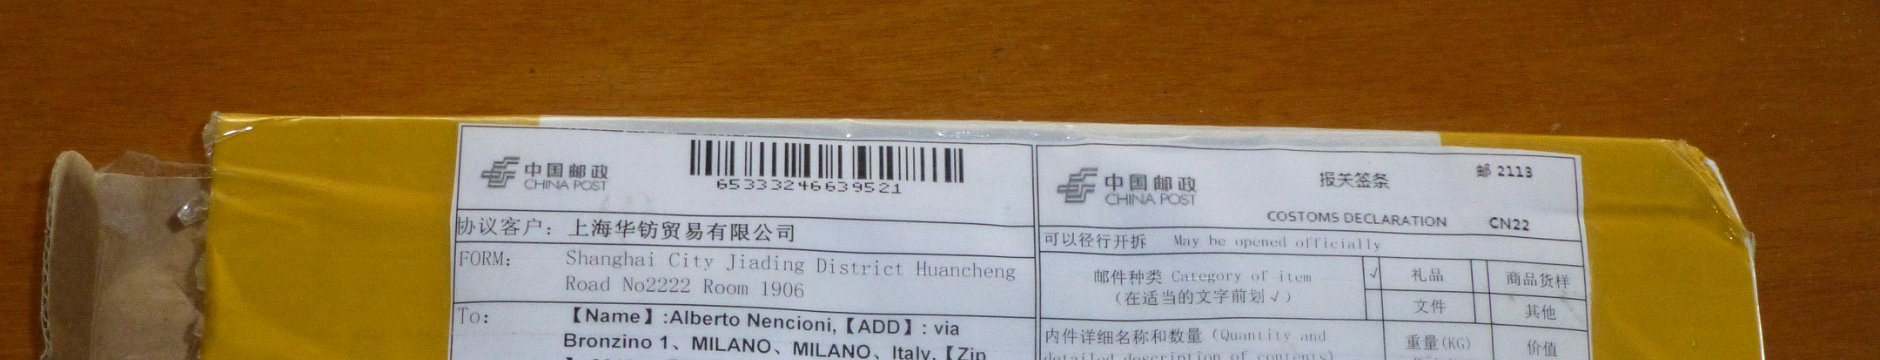 中国邮政
CHINA POST
65333246639521
协议客户：上海华钫贸易有限公司
FORM: Shanghai City Jiading District Huancheng
Road No2222 Room 1906
To: 【Name】:Alberto Nencioni,【ADD】: via
Bronzino 1、MILANO、MILANO、Italy,【Zip
中国邮政
CHINA POST
报关签条
邮 2113
COSTOMS DECLARATION CN22
可以径行开拆 May be opened officially
邮件种类 Category of item
（在适当的文字前划√）
√ 礼品 商品货样
文件 其他
内件详细名称和数量（Quantity and
detailed description of contents)
重量(KG) 价值